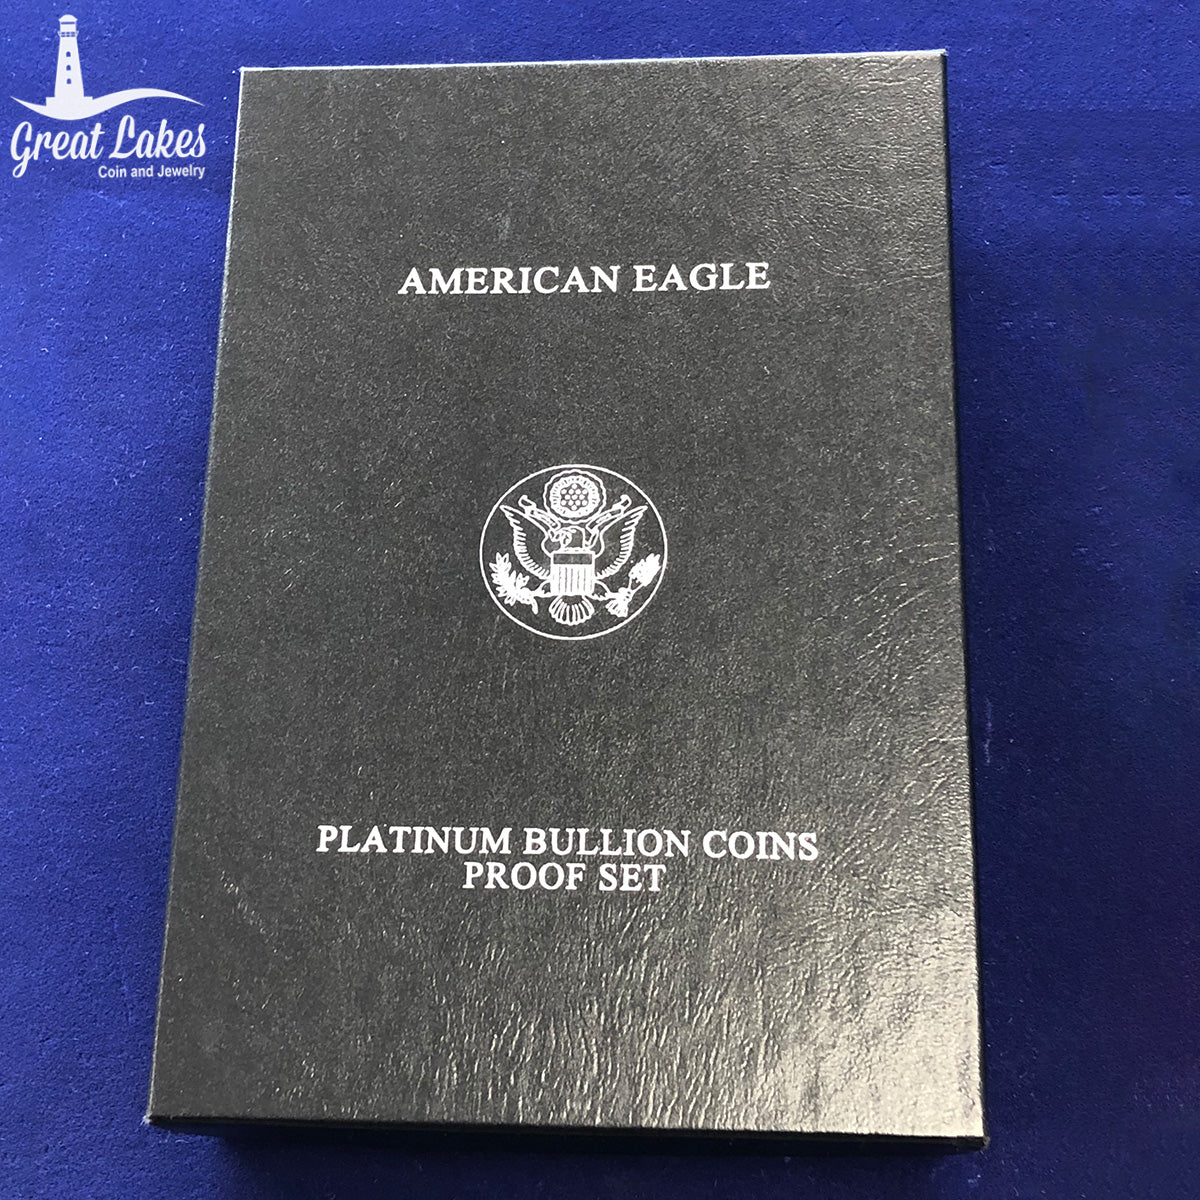 Great Lakes
Coin and Jewelry
AMERICAN EAGLE
PLATINUM BULLION COINS
PROOF SET